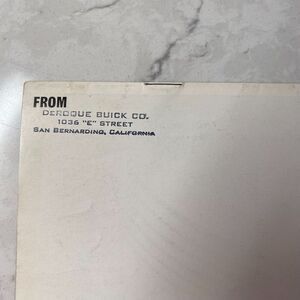 FROM
DEROQUE BUICK CO.
1036 "E" STREET
SAN BERNARDINO, CALIFORNIA